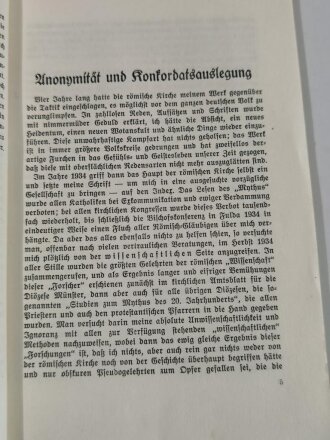 Anonymität und Konkordatsauslegung
Vier Jahre lang hatte die römische Kirche meinem Werk gegenüber
die Taktik eingeschlagen, es möglichst vor dem ganzen deutschen Volk zu
verunglimpfen. In zahllosen Reden, Aufsätzen und Schriften wurde
mit nimmermüder Geduld erklärt, ich hätte die Absicht, ein neues
Heidentum, einen neuen Wotanskult und ähnliche Dinge wieder einzu-
führen. Diese unwahrhaftige Kampfart hat es nicht gehindert, daß das
Werk in immer größere Volkskreise gedrungen und hat zweifellos der-
artige Furchen in das Gefühls- und Geistesleben unserer Zeit gezogen,
daß diese mit oberflächlichen Redensarten nicht mehr auszuglätten sind.
Im Jahre 1934 griff dann das Haupt der römischen Kirche selbst ein
und setzte meine Schrift — um mich in eine ausgesuchte vorzügliche
Gesellschaft zu bringen — auf den Index. Das Lesen des „Mythus"
wurde allen Katholiken bei Exkommunikation und ewiger Verdammung
verboten; bei allen kirchlichen Kongressen wurde dieses Verbot tausend-
fach wiederholt, bis schließlich die Bischofskonferenz in Fulda 1934 in
eindeutiger Weise einen Fluch aller Römisch-Gläubigen über mich ver-
hängte. Da aber das alles ebenfalls nicht zu helfen schien, so versuchte
man, offenbar nach vielen vertraulichen Beratungen, im Herbst 1934
mich plötzlich von der wissenschaftlichen Seite anzugreifen. In
aller Stille wurden die größten Gelehrten der römischen „Wissenschaft"
zusammengerufen, und als Ergebnis langer und eifriger Bemühungen
dieser „Forscher" erschienen zunächst im kirchlichen Amtsblatt für die
Diözese Münster, dann aber auch für alle übrigen Diözesen, die so-
genannten „Studien zum Mythus des 20. Jahrhunderts", die allen
Priestern und auch den protestantischen Pfarrern in die Hand gegeben
wurden. Man versucht darin meine absolute Unwissenschaftlichkeit und
Ignoranz mit allen zur Verfügung stehenden „wissenschaftlichen"
Methoden nachzuweisen, wobei dann das ewig gleiche Ergebnis dieser
„Forschungen" ist, daß ich nichts, aber auch rein gar nichts weder von
der römischen Kirche noch von der Geschichte überhaupt begriffen hätte
und nur obskuren Pseudogelehrten zum Opfer gefallen sei, die die
5